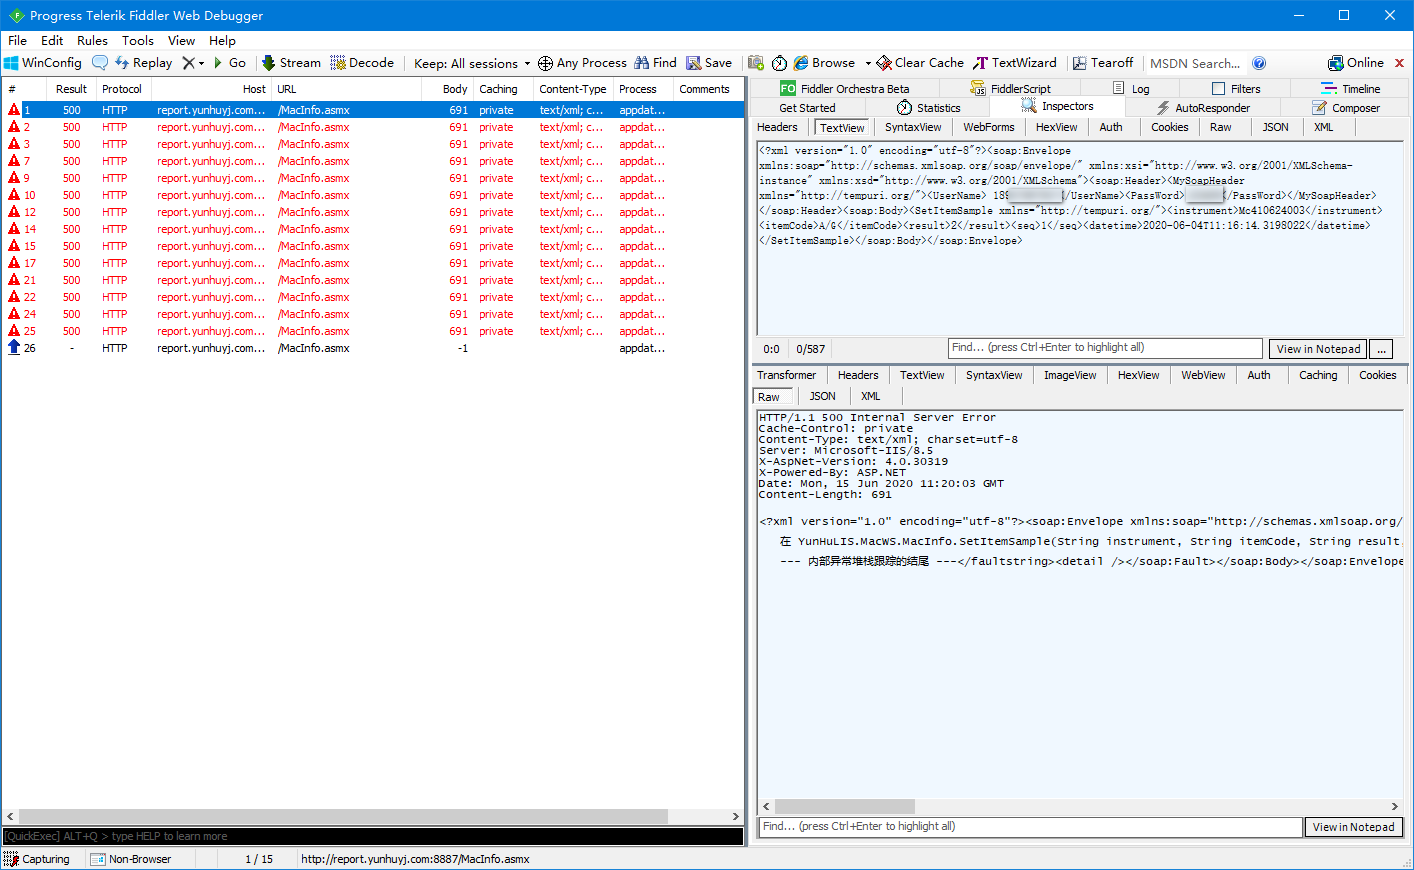 Progress Telerik Fiddler Web Debugger
File Edit Rules Tools View Help
WinConfig Replay Go Stream Decode Keep: All sessions Any Process Find Save Browse Clear Cache TextWizard Tearoff MSDN Search... Online
# Result Protocol Host URL Body Caching Content-Type Process Comments
1 500 HTTP report.yunhuyj.com... /MacInfo.asmx 691 private text/xml; c... appdat...
2 500 HTTP report.yunhuyj.com... /MacInfo.asmx 691 private text/xml; c... appdat...
3 500 HTTP report.yunhuyj.com... /MacInfo.asmx 691 private text/xml; c... appdat...
7 500 HTTP report.yunhuyj.com... /MacInfo.asmx 691 private text/xml; c... appdat...
9 500 HTTP report.yunhuyj.com... /MacInfo.asmx 691 private text/xml; c... appdat...
10 500 HTTP report.yunhuyj.com... /MacInfo.asmx 691 private text/xml; c... appdat...
12 500 HTTP report.yunhuyj.com... /MacInfo.asmx 691 private text/xml; c... appdat...
14 500 HTTP report.yunhuyj.com... /MacInfo.asmx 691 private text/xml; c... appdat...
15 500 HTTP report.yunhuyj.com... /MacInfo.asmx 691 private text/xml; c... appdat...
17 500 HTTP report.yunhuyj.com... /MacInfo.asmx 691 private text/xml; c... appdat...
21 500 HTTP report.yunhuyj.com... /MacInfo.asmx 691 private text/xml; c... appdat...
22 500 HTTP report.yunhuyj.com... /MacInfo.asmx 691 private text/xml; c... appdat...
24 500 HTTP report.yunhuyj.com... /MacInfo.asmx 691 private text/xml; c... appdat...
25 500 HTTP report.yunhuyj.com... /MacInfo.asmx 691 private text/xml; c... appdat...
26 - HTTP report.yunhuyj.com... /MacInfo.asmx -1 appdat...
[QuickExec] ALT+Q > type HELP to learn more
FO Fiddler Orchestra Beta FiddlerScript Log Filters Timeline
Get Started Statistics Inspectors AutoResponder Composer
Headers TextView SyntaxView WebForms HexView Auth Cookies Raw JSON XML
<?xml version="1.0" encoding="utf-8"?><soap:Envelope
xmlns:soap="http://schemas.xmlsoap.org/soap/envelope/" xmlns:xsi="http://www.w3.org/2001/XMLSchema-
instance" xmlns:xsd="http://www.w3.org/2001/XMLSchema"><soap:Header><MySoapHeader
xmlns="http://tempuri.org/"><UserName> 189 /UserName><PassWord> /PassWord></MySoapHeader>
</soap:Header><soap:Body><SetItemSample xmlns="http://tempuri.org/"><instrument>Mc410624003</instrument>
<itemCode>A/G</itemCode><result>2</result><seq>1</seq><datetime>2020-06-04T11:16:14.3198022</datetime>
</SetItemSample></soap:Body></soap:Envelope>
0:0 0/587 Find... (press Ctrl+Enter to highlight all) View in Notepad ...
Transformer Headers TextView SyntaxView ImageView HexView WebView Auth Caching Cookies
Raw JSON XML
HTTP/1.1 500 Internal Server Error
Cache-Control: private
Content-Type: text/xml; charset=utf-8
Server: Microsoft-IIS/8.5
X-AspNet-Version: 4.0.30319
X-Powered-By: ASP.NET
Date: Mon, 15 Jun 2020 11:20:03 GMT
Content-Length: 691
<?xml version="1.0" encoding="utf-8"?><soap:Envelope xmlns:soap="http://schemas.xmlsoap.org/
在 YunHuLIS.MacWS.MacInfo.SetItemSample(String instrument, String itemCode, String result,
--- 内部异常堆栈跟踪的结尾 ---</faultstring><detail /></soap:Fault></soap:Body></soap:Envelope
Find... (press Ctrl+Enter to highlight all) View in Notepad
Capturing Non-Browser 1 / 15 http://report.yunhuyj.com:8887/MacInfo.asmx